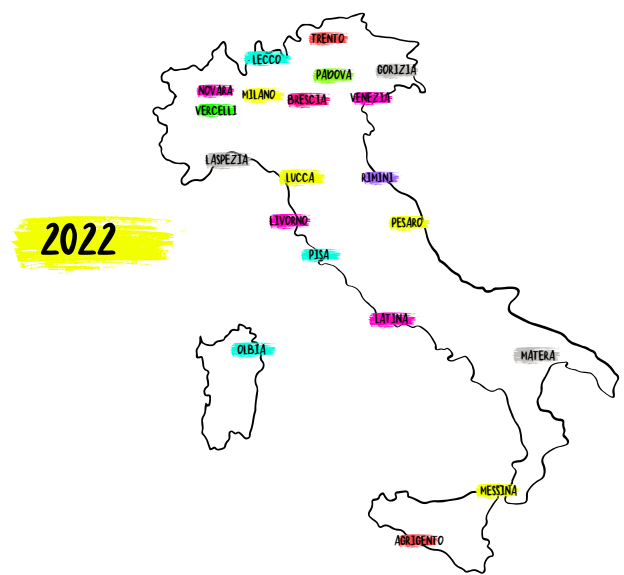 TRENTO
LECCO
PADOVA
GORIZIA
NOVARA
MILANO
BRESCIA
VENEZIA
VERCELLI
LASPEZIA
LUCCA
RIMINI
LIVORNO
PESARO
2022
PISA
LATINA
OLBIA
MATERA
MESSINA
AGRIGENTO